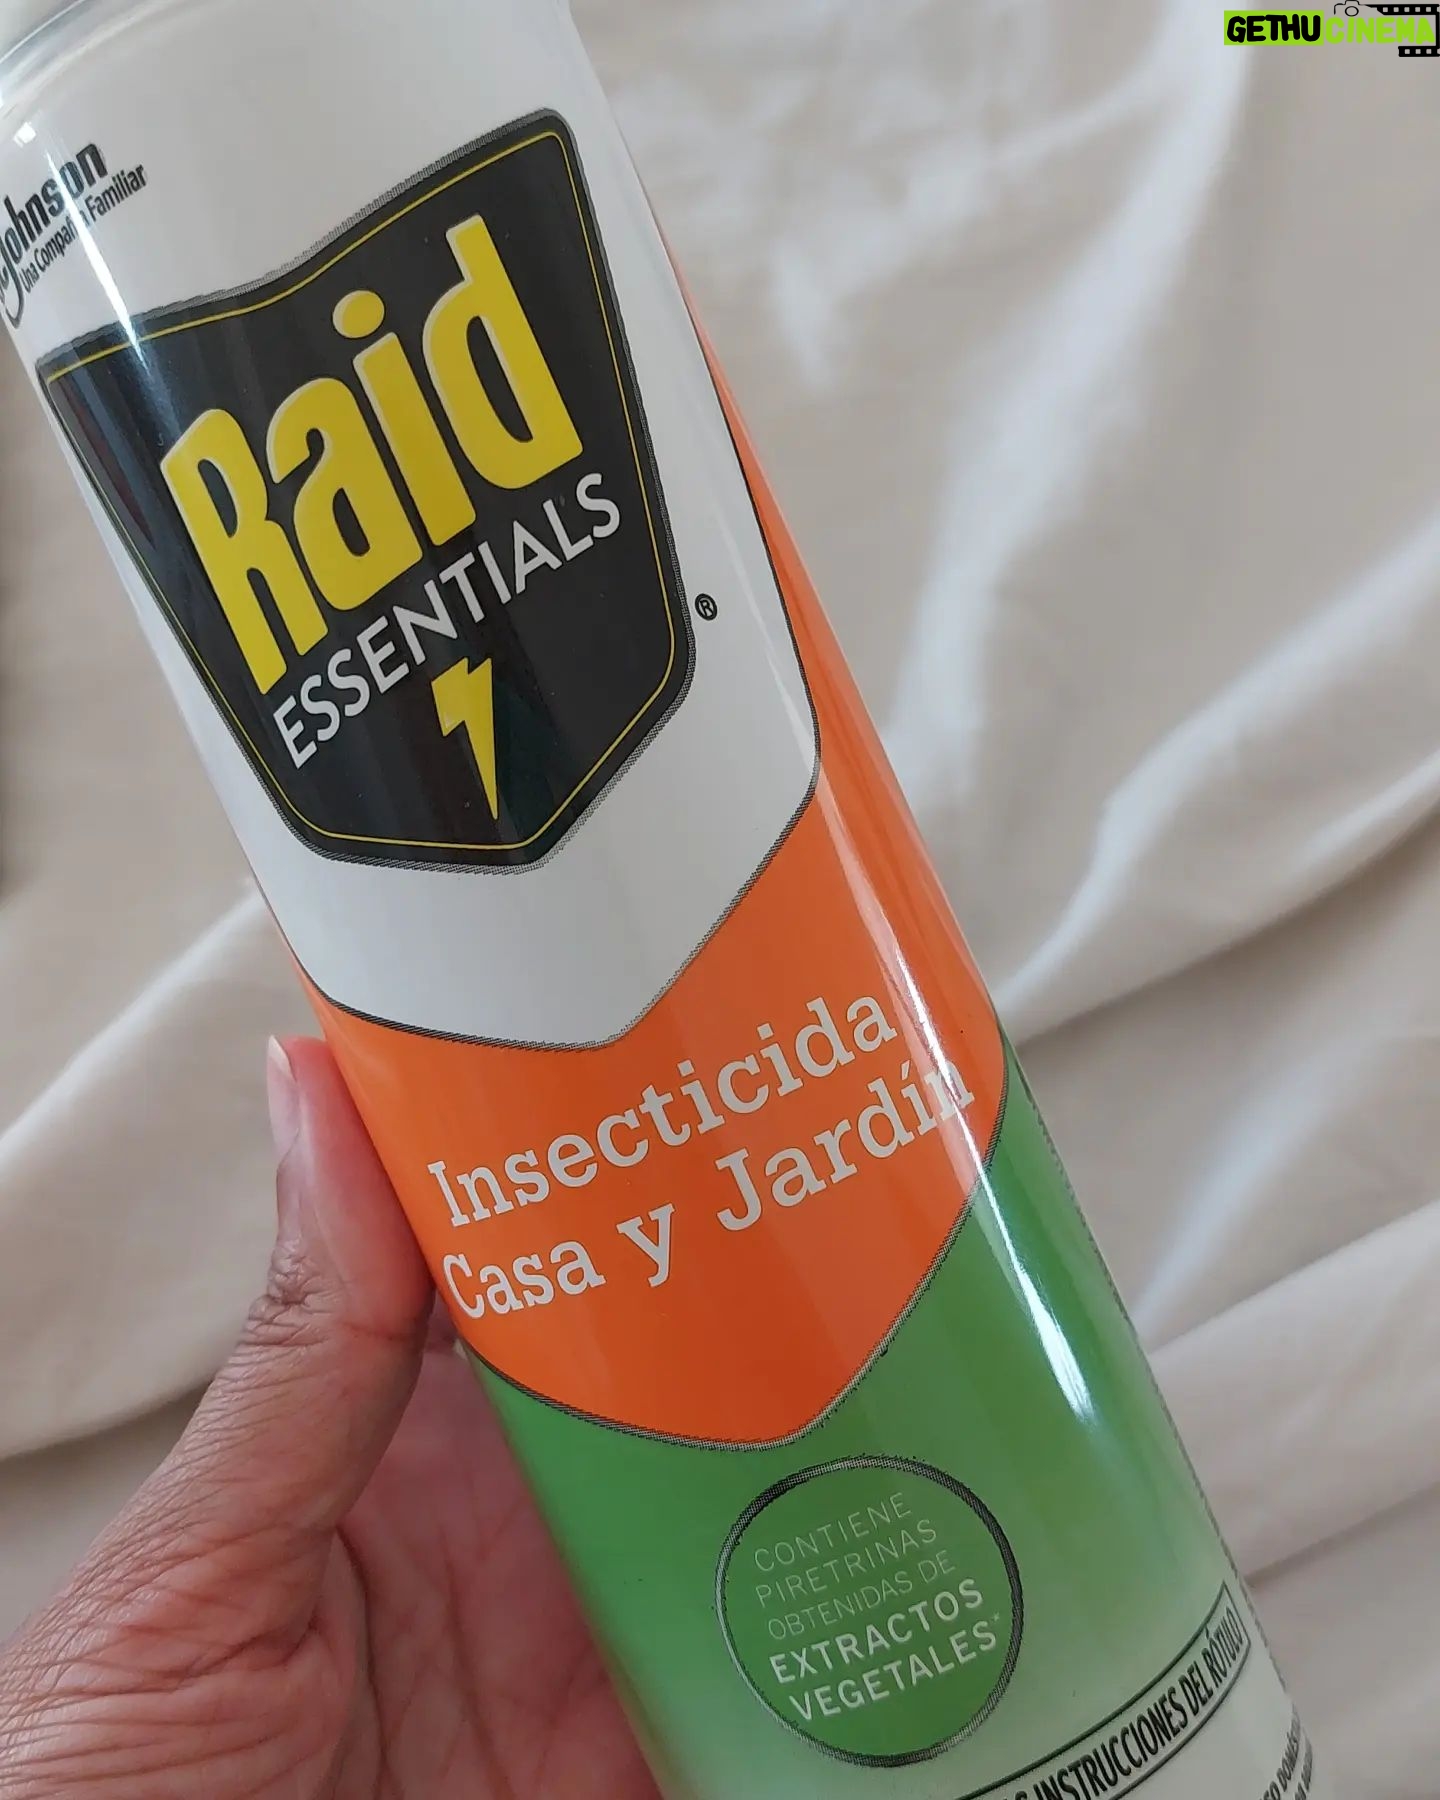 GETHU CINEMA
Johnson
Una Compañía Familiar
Raid
ESSENTIALS
®
Insecticida
Casa y Jardín
CONTIENE
PIRETRINAS
OBTENIDAS DE
EXTRACTOS
VEGETALES*
INSTRUCCIONES DEL RÓTULO